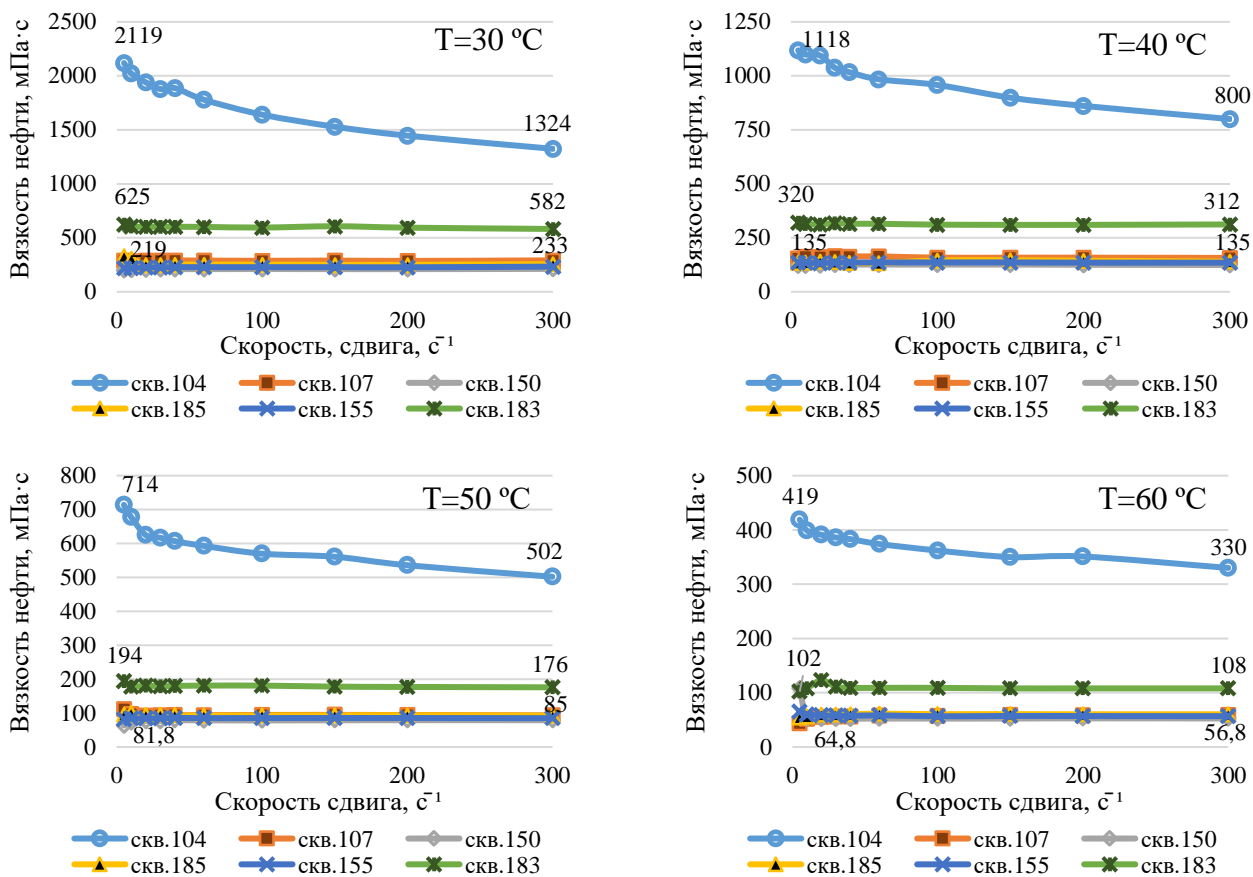 T=30 ºC
Вязкость нефти, мПа·с
2500
2000
1500
1000
500
0
2119
1324
625
582
219
233
0
100
200
300
Скорость, сдвига, с⁻¹
скв.104
скв.107
скв.150
скв.185
скв.155
скв.183
T=40 ºC
Вязкость нефти, мПа·с
1250
1000
750
500
250
0
1118
800
320
312
135
135
0
100
200
300
Скорость сдвига, с⁻¹
скв.104
скв.107
скв.150
скв.185
скв.155
скв.183
T=50 ºC
Вязкость нефти, мПа·с
800
700
600
500
400
300
200
100
0
714
502
194
176
81,8
85
0
100
200
300
Скорость сдвига, с⁻¹
скв.104
скв.107
скв.150
скв.185
скв.155
скв.183
T=60 ºC
Вязкость нефти, мПа·с
500
400
300
200
100
0
419
330
102
108
64,8
56,8
0
100
200
300
Скорость сдвига, с⁻¹
скв.104
скв.107
скв.150
скв.185
скв.155
скв.183